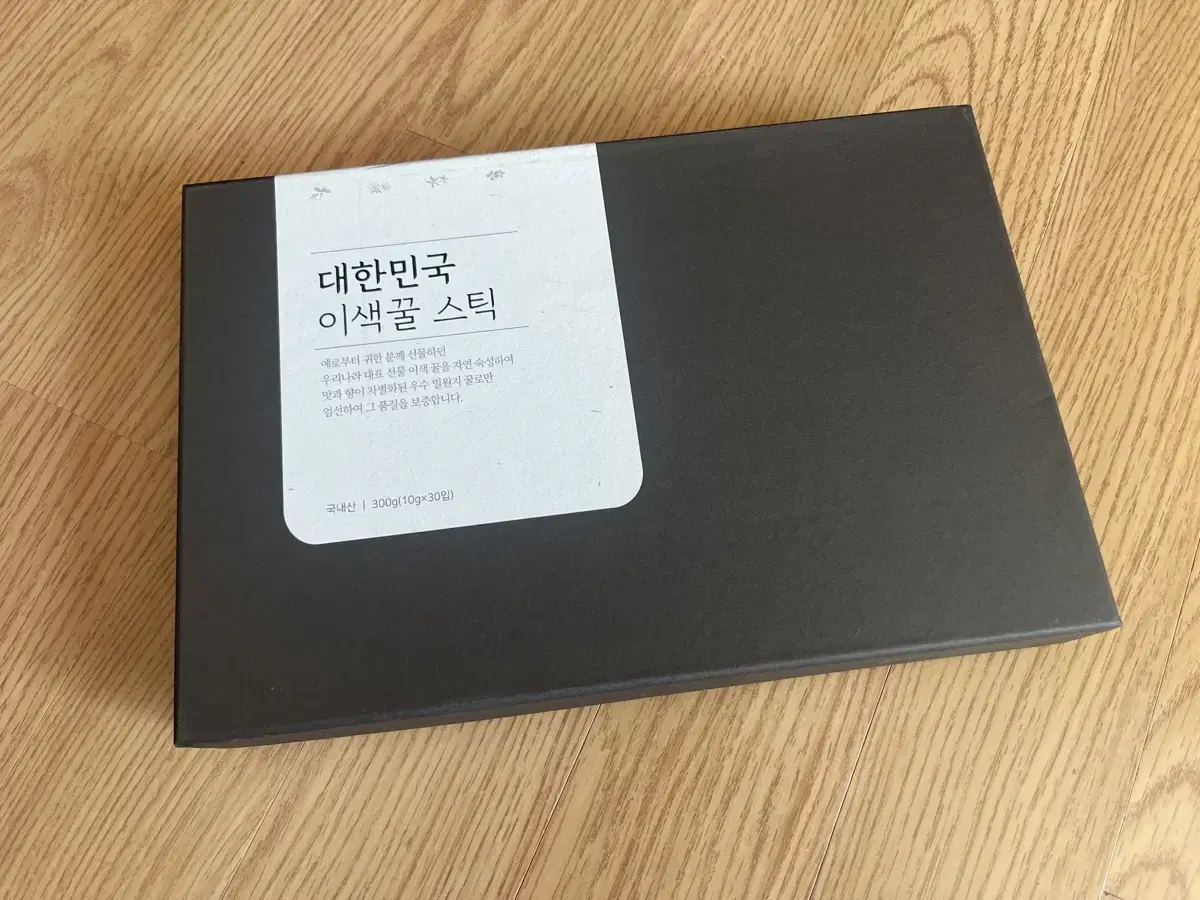 대한민국
이색꿀 스틱
예로부터 귀한 분께 선물하던
우리나라 대표 선물 이색 꿀을 자연 숙성하여
맛과 향이 차별화된 우수 밀원지 꿀로만
엄선하여 그 품질을 보증합니다.
국내산 | 300g(10g×30입)